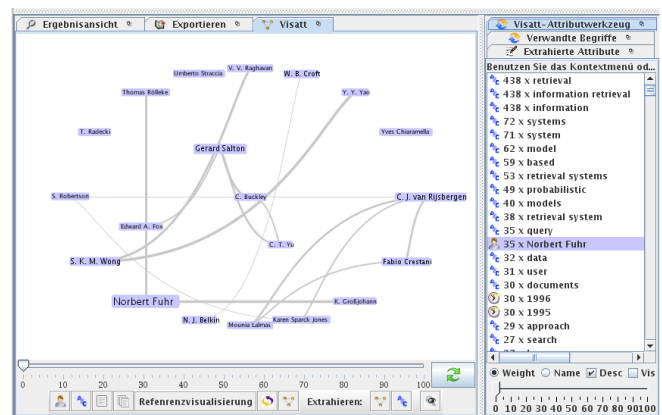 Ergebnisansicht
Exportieren
Visatt
Umberto Straccia
V. V. Raghavan
W. B. Croft
Thomas Rölleke
Y. Y. Yao
T. Radecki
Yves Chiaramella
Gerard Salton
S. Robertson
C. Buckley
C. J. van Rijsbergen
Edward A. Fox
C. T. Yu
S. K. M. Wong
Fabio Crestani
Norbert Fuhr
K. Großjohann
N. J. Belkin
Mounia Lalmas
Karen Sparck Jones
0 10 20 30 40 50 60 70 80 90 100
Referenzvisualisierung
Extrahieren:
Visatt-Attributwerkzeug
Verwandte Begriffe
Extrahierte Attribute
Benutzen Sie das Kontextmenü od...
438 x retrieval
438 x information retrieval
438 x information
72 x systems
71 x system
62 x model
59 x based
53 x retrieval systems
49 x probabilistic
40 x models
38 x retrieval system
35 x query
35 x Norbert Fuhr
32 x data
31 x user
30 x documents
30 x 1996
30 x 1995
29 x approach
27 x search
Weight Name Desc Vis
0 10 20 30 40 50 60 70 80 90100